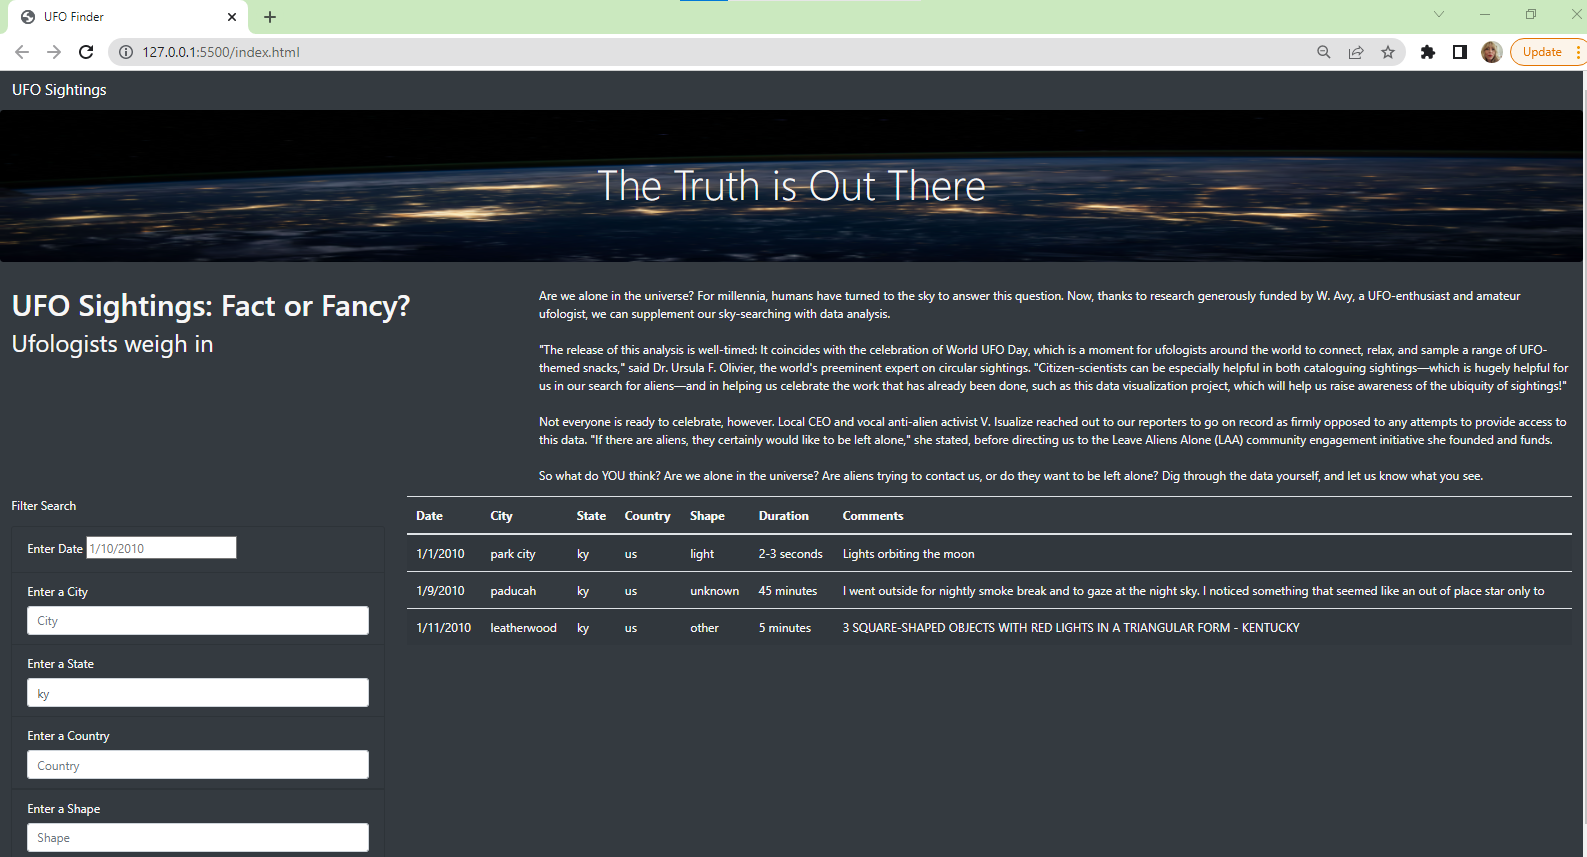 UFO Finder
127.0.0.1:5500/index.html
Update
UFO Sightings
The Truth is Out There
UFO Sightings: Fact or Fancy?
Ufologists weigh in
Are we alone in the universe? For millennia, humans have turned to the sky to answer this question. Now, thanks to research generously funded by W. Avy, a UFO-enthusiast and amateur
ufologist, we can supplement our sky-searching with data analysis.
"The release of this analysis is well-timed: It coincides with the celebration of World UFO Day, which is a moment for ufologists around the world to connect, relax, and sample a range of UFO-
themed snacks," said Dr. Ursula F. Olivier, the world's preeminent expert on circular sightings. "Citizen-scientists can be especially helpful in both cataloguing sightings—which is hugely helpful for
us in our search for aliens—and in helping us celebrate the work that has already been done, such as this data visualization project, which will help us raise awareness of the ubiquity of sightings!"
Not everyone is ready to celebrate, however. Local CEO and vocal anti-alien activist V. Isualize reached out to our reporters to go on record as firmly opposed to any attempts to provide access to
this data. "If there are aliens, they certainly would like to be left alone," she stated, before directing us to the Leave Aliens Alone (LAA) community engagement initiative she founded and funds.
So what do YOU think? Are we alone in the universe? Are aliens trying to contact us, or do they want to be left alone? Dig through the data yourself, and let us know what you see.
Filter Search
Enter Date 1/10/2010
Enter a City
City
Enter a State
ky
Enter a Country
Country
Enter a Shape
Shape
Date City State Country Shape Duration Comments
1/1/2010 park city ky us light 2-3 seconds Lights orbiting the moon
1/9/2010 paducah ky us unknown 45 minutes I went outside for nightly smoke break and to gaze at the night sky. I noticed something that seemed like an out of place star only to
1/11/2010 leatherwood ky us other 5 minutes 3 SQUARE-SHAPED OBJECTS WITH RED LIGHTS IN A TRIANGULAR FORM - KENTUCKY